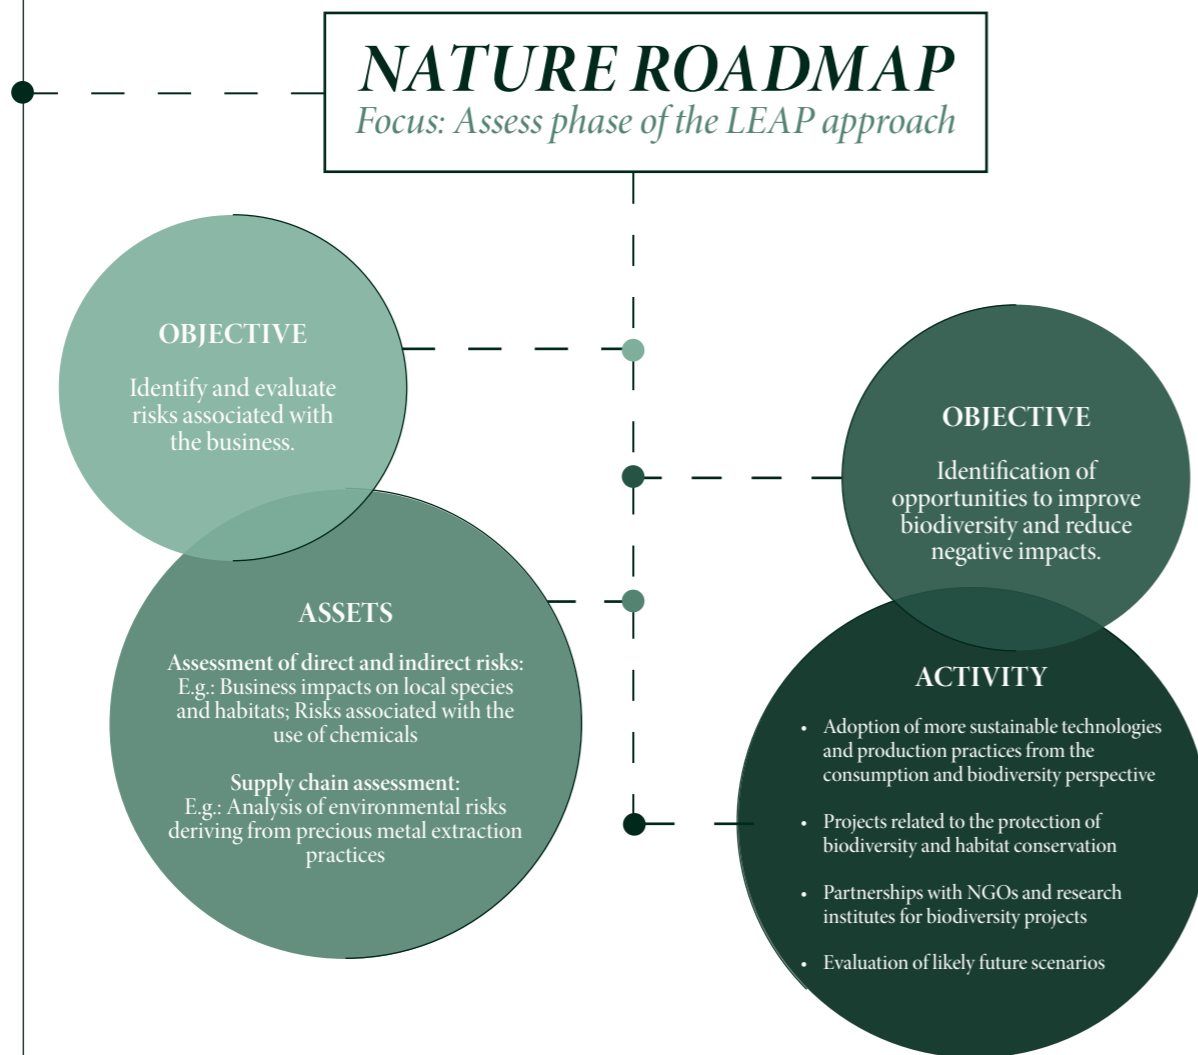 NATURE ROADMAP
Focus: Assess phase of the LEAP approach
OBJECTIVE
Identify and evaluate
risks associated with
the business.
ASSETS
Assessment of direct and indirect risks:
E.g.: Business impacts on local species
and habitats; Risks associated with the
use of chemicals
Supply chain assessment:
E.g.: Analysis of environmental risks
deriving from precious metal extraction
practices
OBJECTIVE
Identification of
opportunities to improve
biodiversity and reduce
negative impacts.
ACTIVITY
• Adoption of more sustainable technologies
and production practices from the
consumption and biodiversity perspective
• Projects related to the protection of
biodiversity and habitat conservation
• Partnerships with NGOs and research
institutes for biodiversity projects
• Evaluation of likely future scenarios